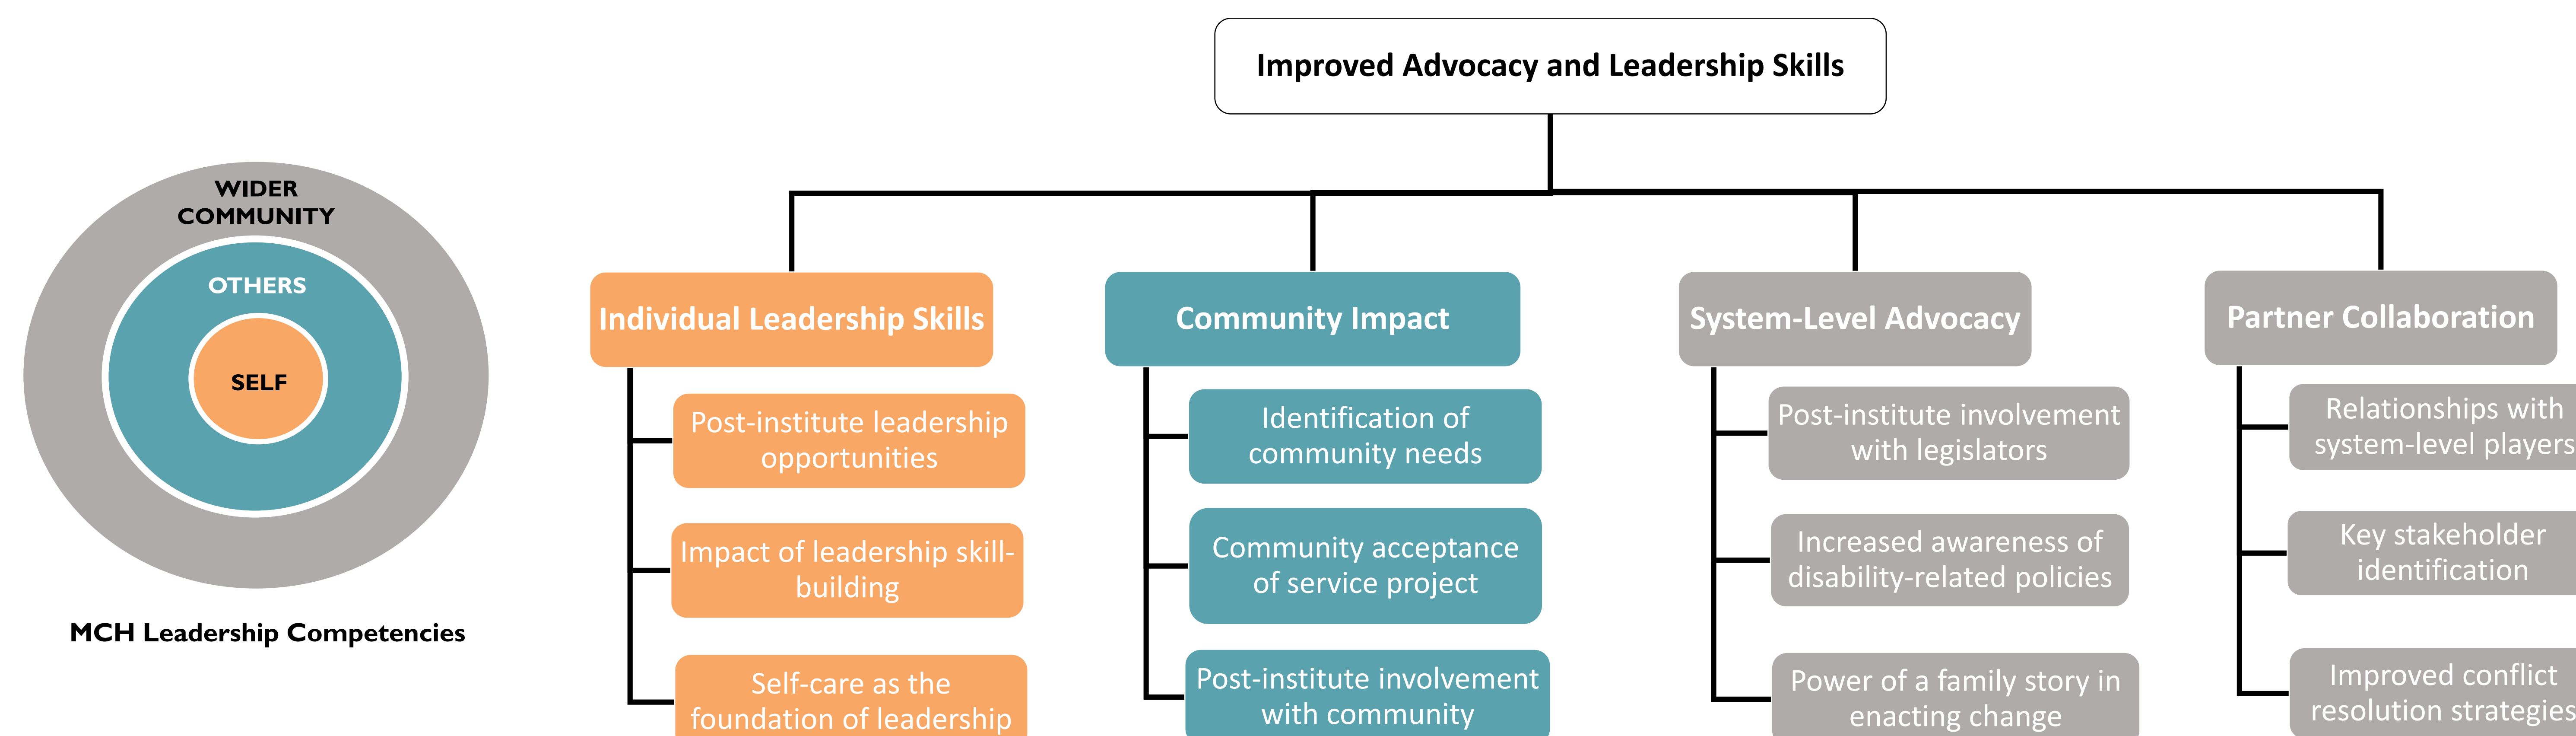 Improved Advocacy and Leadership Skills
WIDER
COMMUNITY
OTHERS
SELF
MCH Leadership Competencies
Individual Leadership Skills
Post-institute leadership
opportunities
Impact of leadership skill-
building
Self-care as the
foundation of leadership
Community Impact
Identification of
community needs
Community acceptance
of service project
Post-institute involvement
with community
System-Level Advocacy
Post-institute involvement
with legislators
Increased awareness of
disability-related policies
Power of a family story in
enacting change
Partner Collaboration
Relationships with
system-level players
Key stakeholder
identification
Improved conflict
resolution strategies